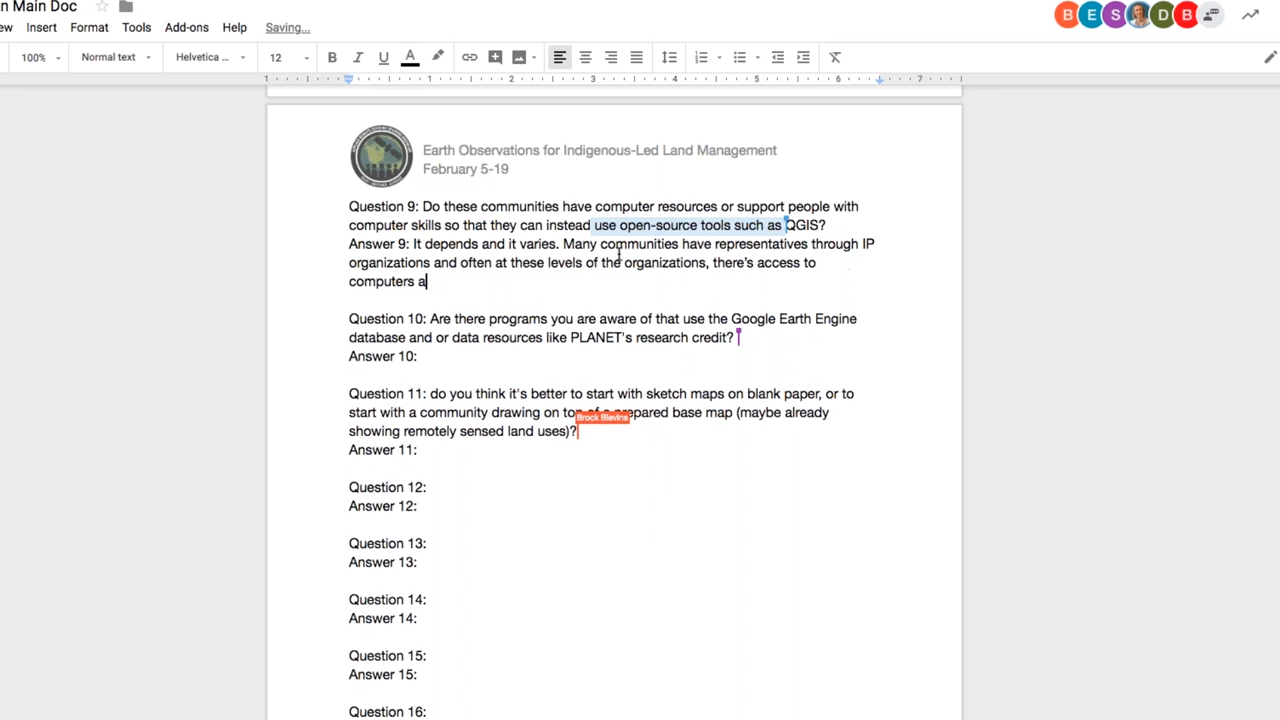 n Main Doc
B E S D B
ew Insert Format Tools Add-ons Help Saving...
100% Normal text Helvetica ... 12 B I U A
1 1 2 3 4 5 6 7
Earth Observations for Indigenous-Led Land Management
February 5-19
Question 9: Do these communities have computer resources or support people with
computer skills so that they can instead use open-source tools such as QGIS?
Answer 9: It depends and it varies. Many communities have representatives through IP
organizations and often at these levels of the organizations, there's access to
computers a
Question 10: Are there programs you are aware of that use the Google Earth Engine
database and or data resources like PLANET's research credit?
Answer 10:
Question 11: do you think it's better to start with sketch maps on blank paper, or to
start with a community drawing on top of a prepared base map (maybe already
Brock Blevins
showing remotely sensed land uses)?
Answer 11:
Question 12:
Answer 12:
Question 13:
Answer 13:
Question 14:
Answer 14:
Question 15:
Answer 15:
Question 16: